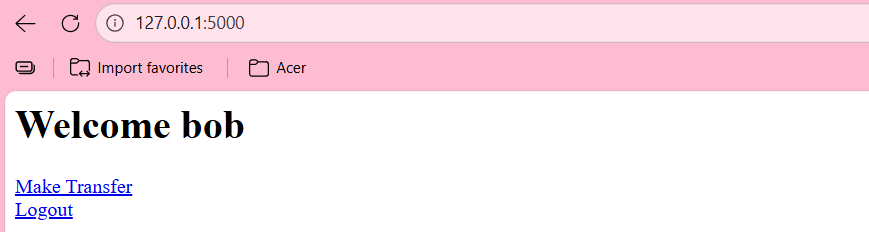 127.0.0.1:5000
Import favorites Acer
Welcome bob
Make Transfer
Logout